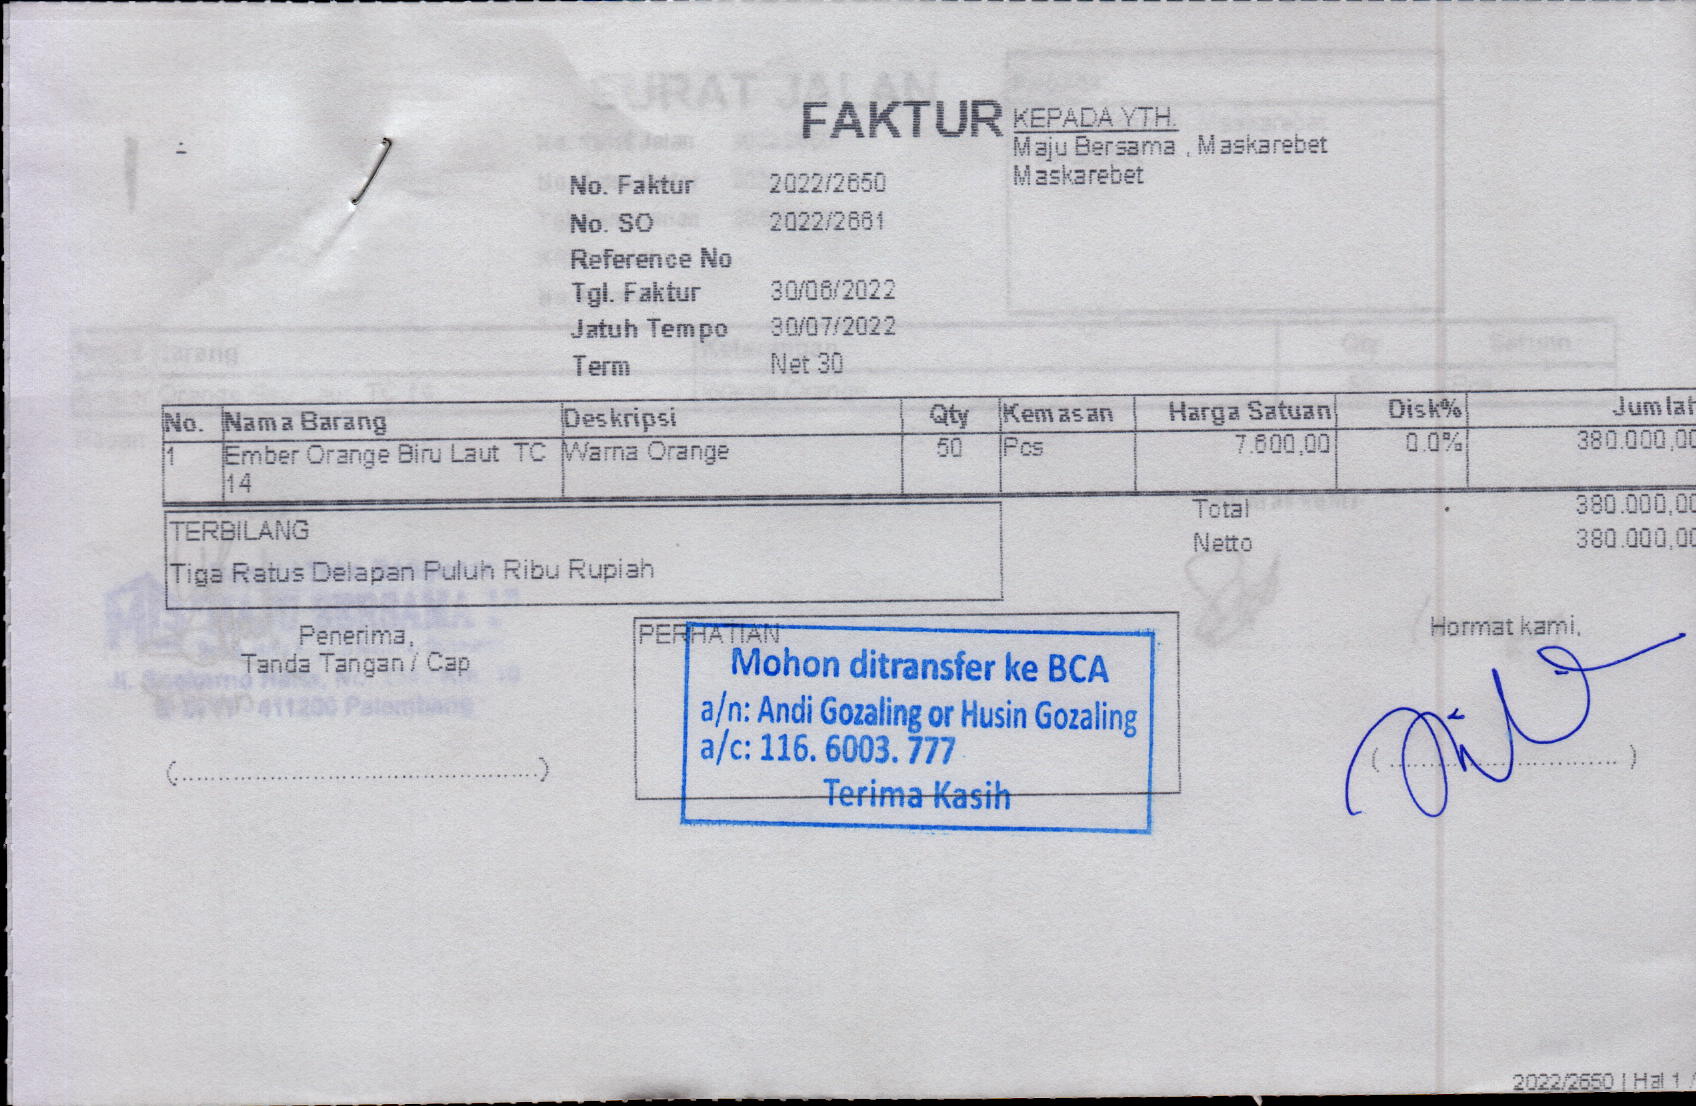 FAKTUR
KEPADA YTH.
Maju Bersama , Maskarebet
Maskarebet
No. Faktur 2022/2650
No. SO 2022/2661
Reference No
Tgl. Faktur 30/06/2022
Jatuh Tempo 30/07/2022
Term Net 30
No. Nama Barang Deskripsi Qty Kemasan Harga Satuan Disk% Jumlah
1 Ember Orange Biru Laut TC Warna Orange 50 Pcs 7.600,00 0.0% 380.000,00
14
Total 380.000,00
Netto 380.000,00
TERBILANG
Tiga Ratus Delapan Puluh Ribu Rupiah
Penerima,
Tanda Tangan / Cap
PERHATIAN
Mohon ditransfer ke BCA
a/n: Andi Gozaling or Husin Gozaling
a/c: 116. 6003. 777
Terima Kasih
Hormat kami,
2022/2650 | Hal 1 /